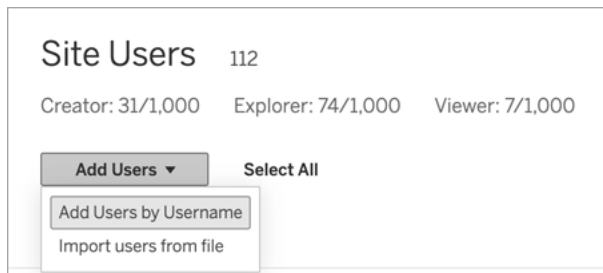 Site Users 112
Creator: 31/1,000 Explorer: 74/1,000 Viewer: 7/1,000
Add Users ▼ Select All
Add Users by Username
Import users from file